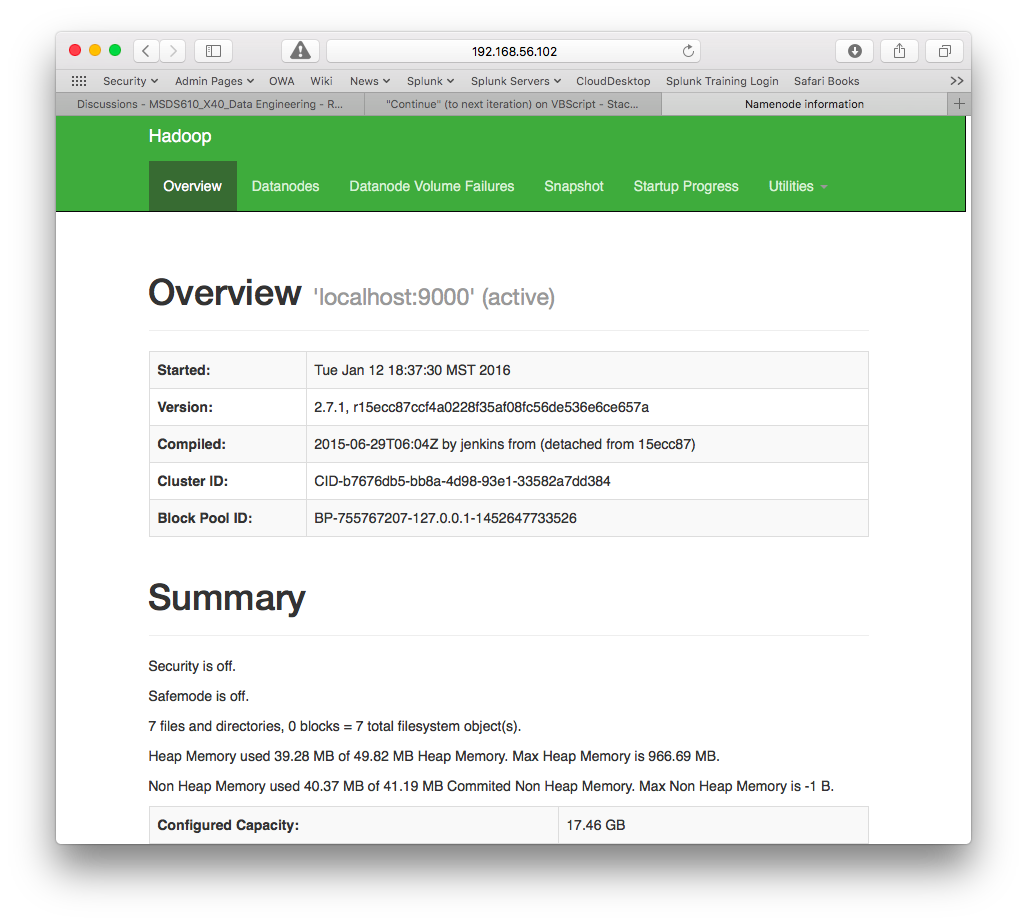 192.168.56.102
Security Admin Pages OWA Wiki News Splunk Splunk Servers CloudDesktop Splunk Training Login Safari Books >>
Discussions - MSDS610_X40_Data Engineering - R... "Continue" (to next iteration) on VBScript - Stac... Namenode information +
Hadoop
Overview Datanodes Datanode Volume Failures Snapshot Startup Progress Utilities
Overview 'localhost:9000' (active)
Started: Tue Jan 12 18:37:30 MST 2016
Version: 2.7.1, r15ecc87ccf4a0228f35af08fc56de536e6ce657a
Compiled: 2015-06-29T06:04Z by jenkins from (detached from 15ecc87)
Cluster ID: CID-b7676db5-bb8a-4d98-93e1-33582a7dd384
Block Pool ID: BP-755767207-127.0.0.1-1452647733526
Summary
Security is off.
Safemode is off.
7 files and directories, 0 blocks = 7 total filesystem object(s).
Heap Memory used 39.28 MB of 49.82 MB Heap Memory. Max Heap Memory is 966.69 MB.
Non Heap Memory used 40.37 MB of 41.19 MB Commited Non Heap Memory. Max Non Heap Memory is -1 B.
Configured Capacity: 17.46 GB